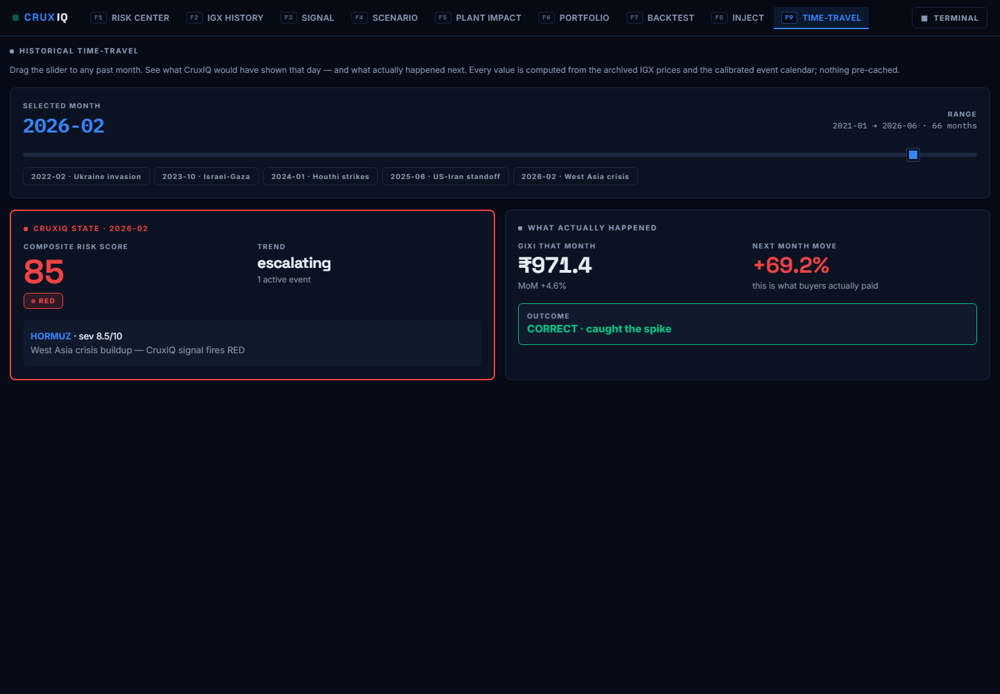 CRUXIQ
F1 RISK CENTER
F2 IGX HISTORY
F3 SIGNAL
F4 SCENARIO
F5 PLANT IMPACT
F6 PORTFOLIO
F7 BACKTEST
F8 INJECT
F9 TIME-TRAVEL
TERMINAL
HISTORICAL TIME-TRAVEL
Drag the slider to any past month. See what CruxIQ would have shown that day — and what actually happened next. Every value is computed from the archived IGX prices and the calibrated event calendar; nothing pre-cached.
SELECTED MONTH
2026-02
RANGE
2021-01 → 2026-06 · 66 months
2022-02 · Ukraine invasion
2023-10 · Israel-Gaza
2024-01 · Houthi strikes
2025-06 · US-Iran standoff
2026-02 · West Asia crisis
CRUXIQ STATE · 2026-02
COMPOSITE RISK SCORE
85
RED
TREND
escalating
1 active event
HORMUZ · sev 8.5/10
West Asia crisis buildup — CruxIQ signal fires RED
WHAT ACTUALLY HAPPENED
GIXI THAT MONTH
₹971.4
MoM +4.6%
NEXT MONTH MOVE
+69.2%
this is what buyers actually paid
OUTCOME
CORRECT · caught the spike